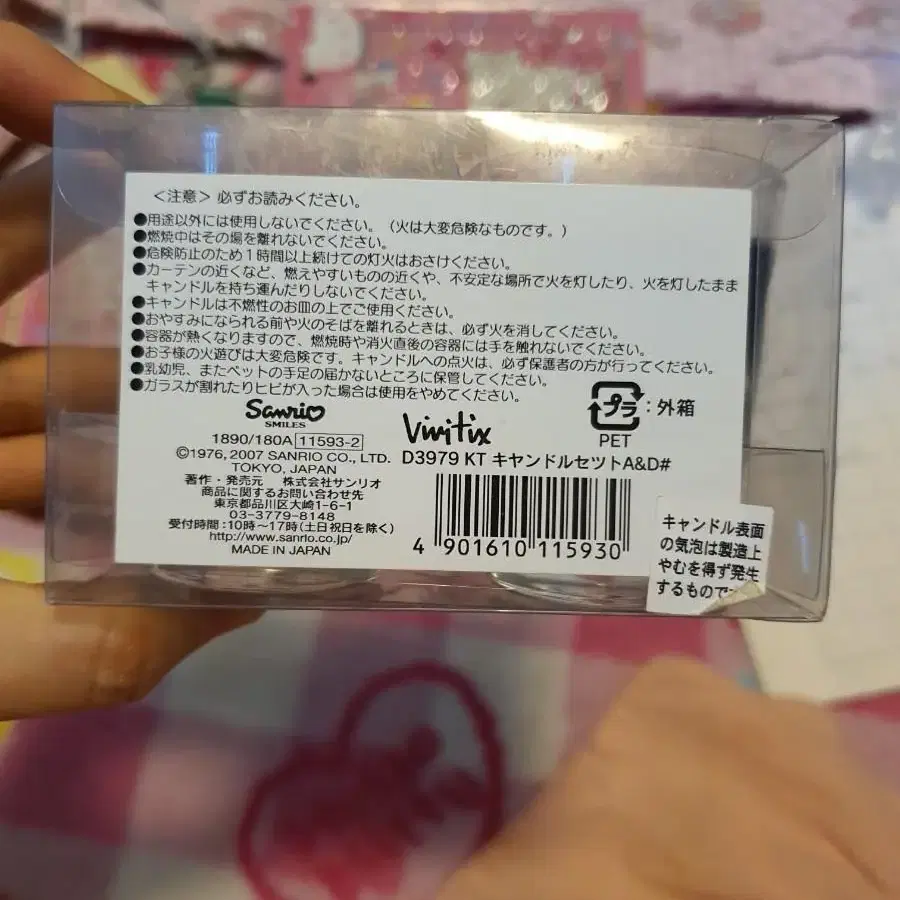 ＜注意＞必ずお読みください。
●用途以外には使用しないでください。（火は大変危険なものです。）
●燃焼中はその場を離れないでください。
●危険防止のため１時間以上続けての灯火はおさけください。
●カーテンの近くなど、燃えやすいものの近くや、不安定な場所で火を灯したり、火を灯したまま
キャンドルを持ち運んだりしないでください。
●キャンドルは不燃性のお皿の上でご使用ください。
●おやすみになられる前や火のそばを離れるときは、必ず火を消してください。
●容器が熱くなりますので、燃焼時や消火直後の容器には手を触れないでください。
●お子様の火遊びは大変危険です。キャンドルへの点火は、必ず保護者の方が行ってください。
●乳幼児、またペットの手足の届かないところに保管してください。
●ガラスが割れたりヒビが入った場合は使用をやめてください。
Sanrio
SMILES
1890/180A 11593-2
©1976, 2007 SANRIO CO., LTD.
TOKYO, JAPAN
著作・発売元 株式会社サンリオ
商品に関するお問い合わせ先
東京都品川区大崎1-6-1
03-3779-8148
受付時間：10時～17時（土日祝日を除く）
http://www.sanrio.co.jp/
MADE IN JAPAN
Vivitix
プラ：外箱
PET
D3979 KT キヤンドルセツトA&D#
4 901610 115930
キャンドル表面
の気泡は製造上
やむを得ず発生
するもので